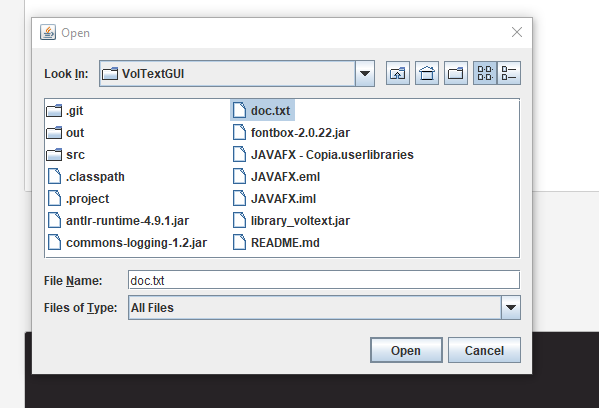 Open
Look In: VolTextGUI
.git
out
src
.classpath
.project
antlr-runtime-4.9.1.jar
commons-logging-1.2.jar
doc.txt
fontbox-2.0.22.jar
JAVAFX - Copia.userlibraries
JAVAFX.eml
JAVAFX.iml
library_voltext.jar
README.md
File Name: doc.txt
Files of Type: All Files
Open Cancel